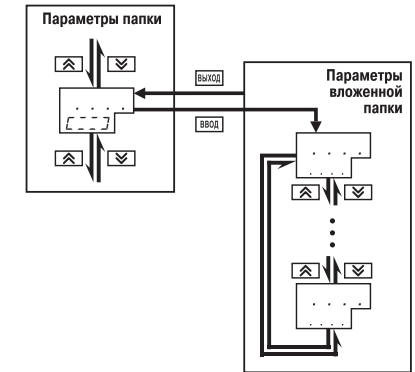 Параметры папки
ВЫХОД
Параметры
вложенной
папки
ВВОД